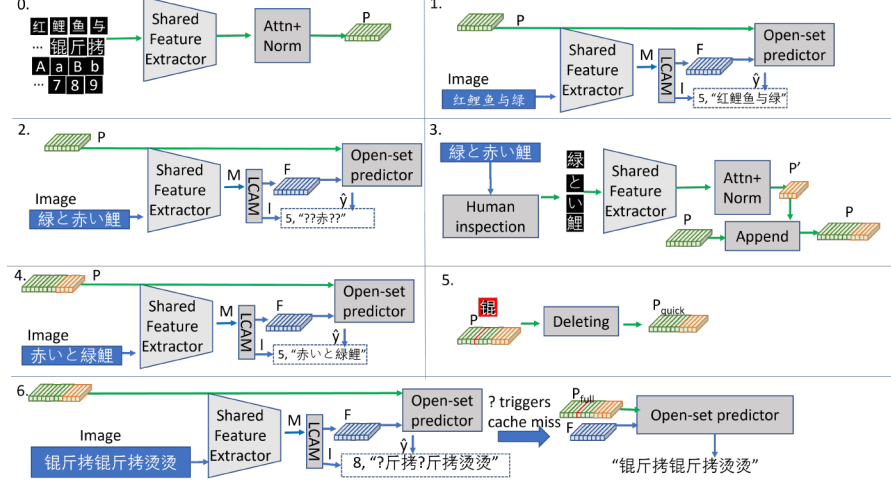 0.
红 鲤 鱼 与
... 锟 斤 拷
A a B b
... 7 8 9
Shared Feature Extractor
Attn+ Norm
P
1.
P
Image
红鲤鱼与绿
Shared Feature Extractor
M
LCAM
F
I
Open-set predictor
ŷ
5, “红鲤鱼与绿”
2.
P
Image
緑と赤い鯉
Shared Feature Extractor
M
LCAM
F
I
Open-set predictor
ŷ
5, “??赤??”
3.
緑と赤い鯉
Human inspection
緑
と
い
鯉
Shared Feature Extractor
Attn+ Norm
P’
P
Append
P
4.
P
Image
赤いと緑鯉
Shared Feature Extractor
M
LCAM
F
I
Open-set predictor
ŷ
5, “赤いと緑鯉”
5.
锟
P
Deleting
Pquick
6.
Image
锟斤拷锟斤拷烫烫
Shared Feature Extractor
M
LCAM
F
I
Open-set predictor
ŷ
8, “?斤拷?斤拷烫烫”
? triggers cache miss
Pfull
F
Open-set predictor
“锟斤拷锟斤拷烫烫”